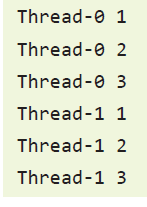 Thread-0 1
Thread-0 2
Thread-0 3
Thread-1 1
Thread-1 2
Thread-1 3